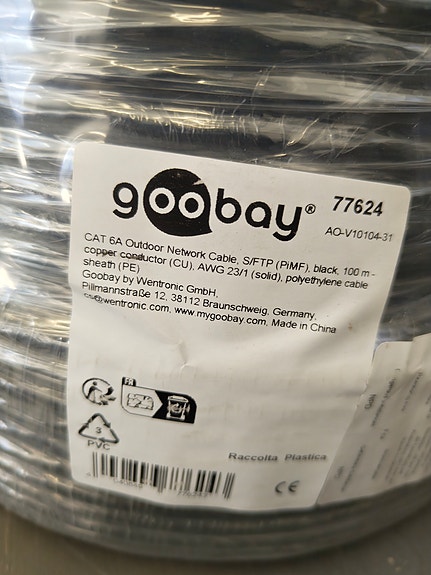 goobay® 77624
AO-V10104-31
CAT 6A Outdoor Network Cable, S/FTP (PiMF), black, 100 m -
copper conductor (CU), AWG 23/1 (solid), polyethylene cable
sheath (PE)
Goobay by Wentronic GmbH,
Pillmannstraße 12, 38112 Braunschweig, Germany,
@wentronic.com, www.mygoobay.com, Made in China
FR
3
PVC
Raccolta Plastica
CE